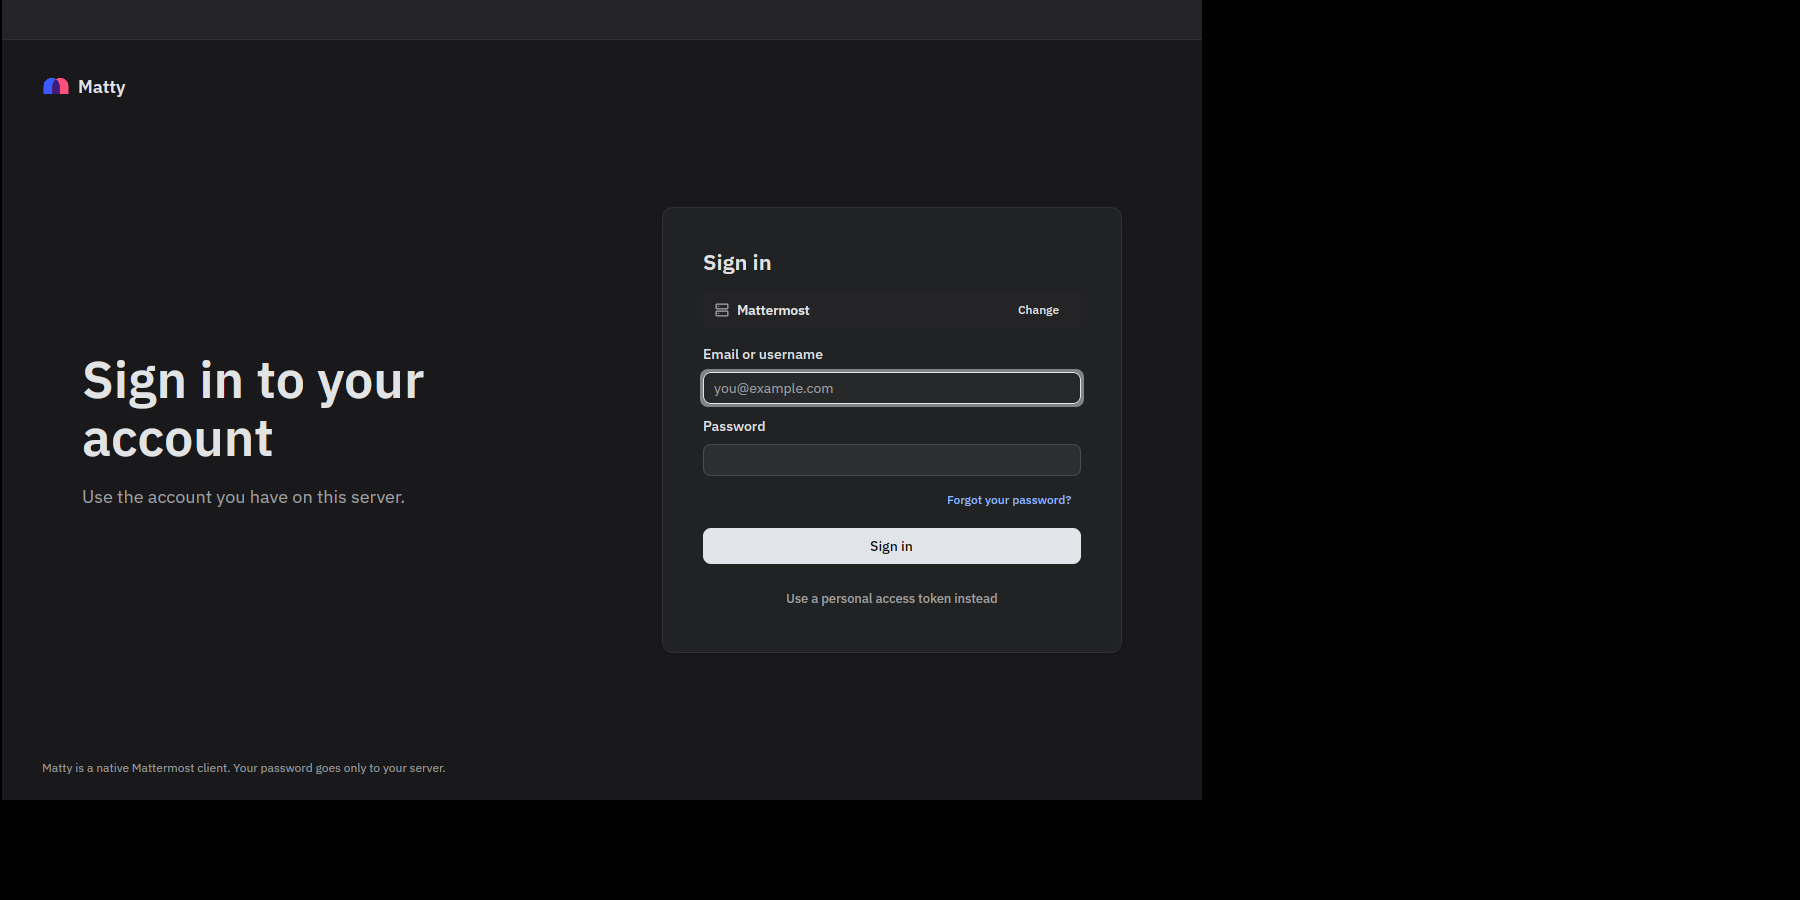 Matty
Sign in to your
account
Use the account you have on this server.
Sign in
Mattermost
Change
Email or username
you@example.com
Password
Forgot your password?
Sign in
Use a personal access token instead
Matty is a native Mattermost client. Your password goes only to your server.